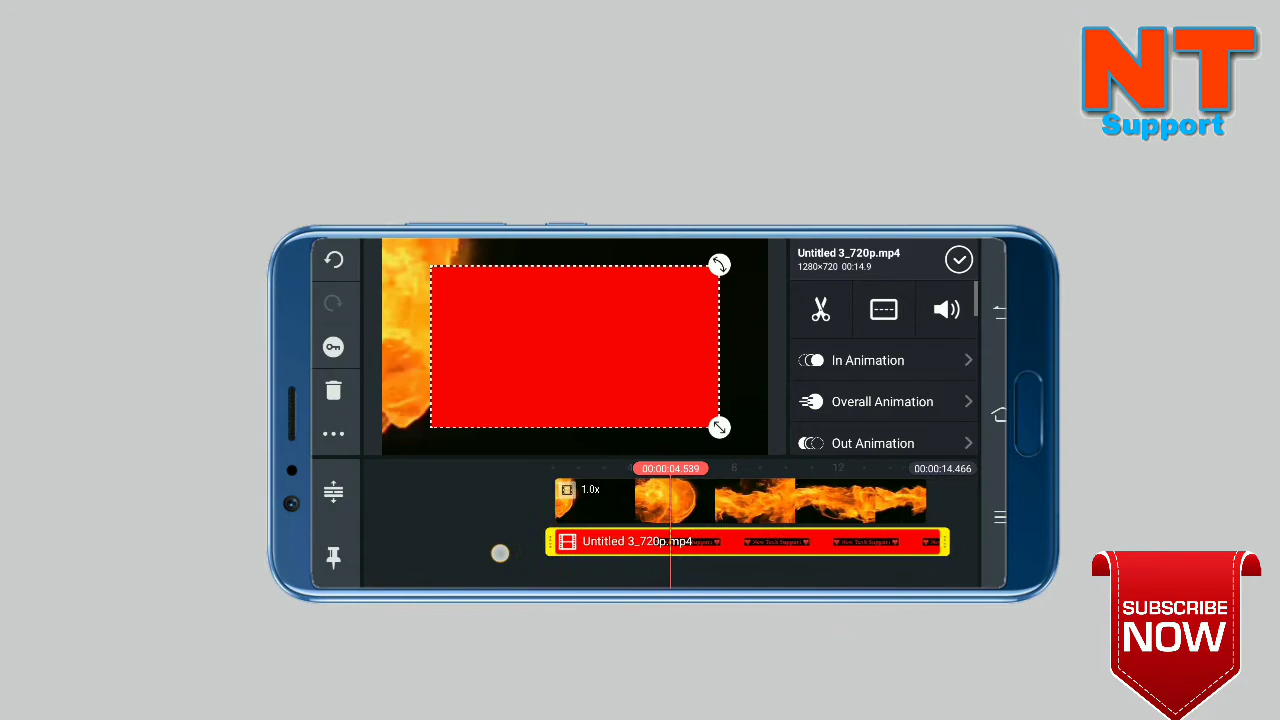 NT
Support
Untitled 3_720p.mp4
1280×720 00:14.9
In Animation
Overall Animation
Out Animation
00:00:04.539
8
12
00:00:14.466
1.0x
Untitled 3_720p.mp4
SUBSCRIBE
NOW